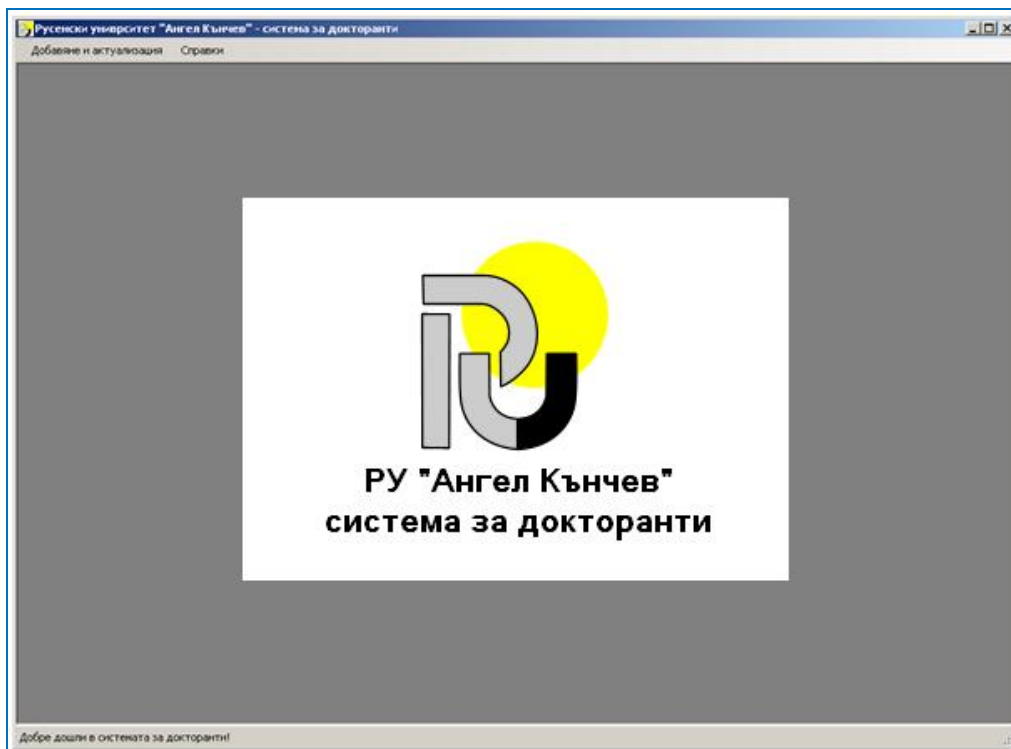 Русенски университет "Ангел Кънчев" - система за докторанти
Добавяне и актуализация Справки
РУ "Ангел Кънчев"
система за докторанти
Добре дошли в системата за докторанти!